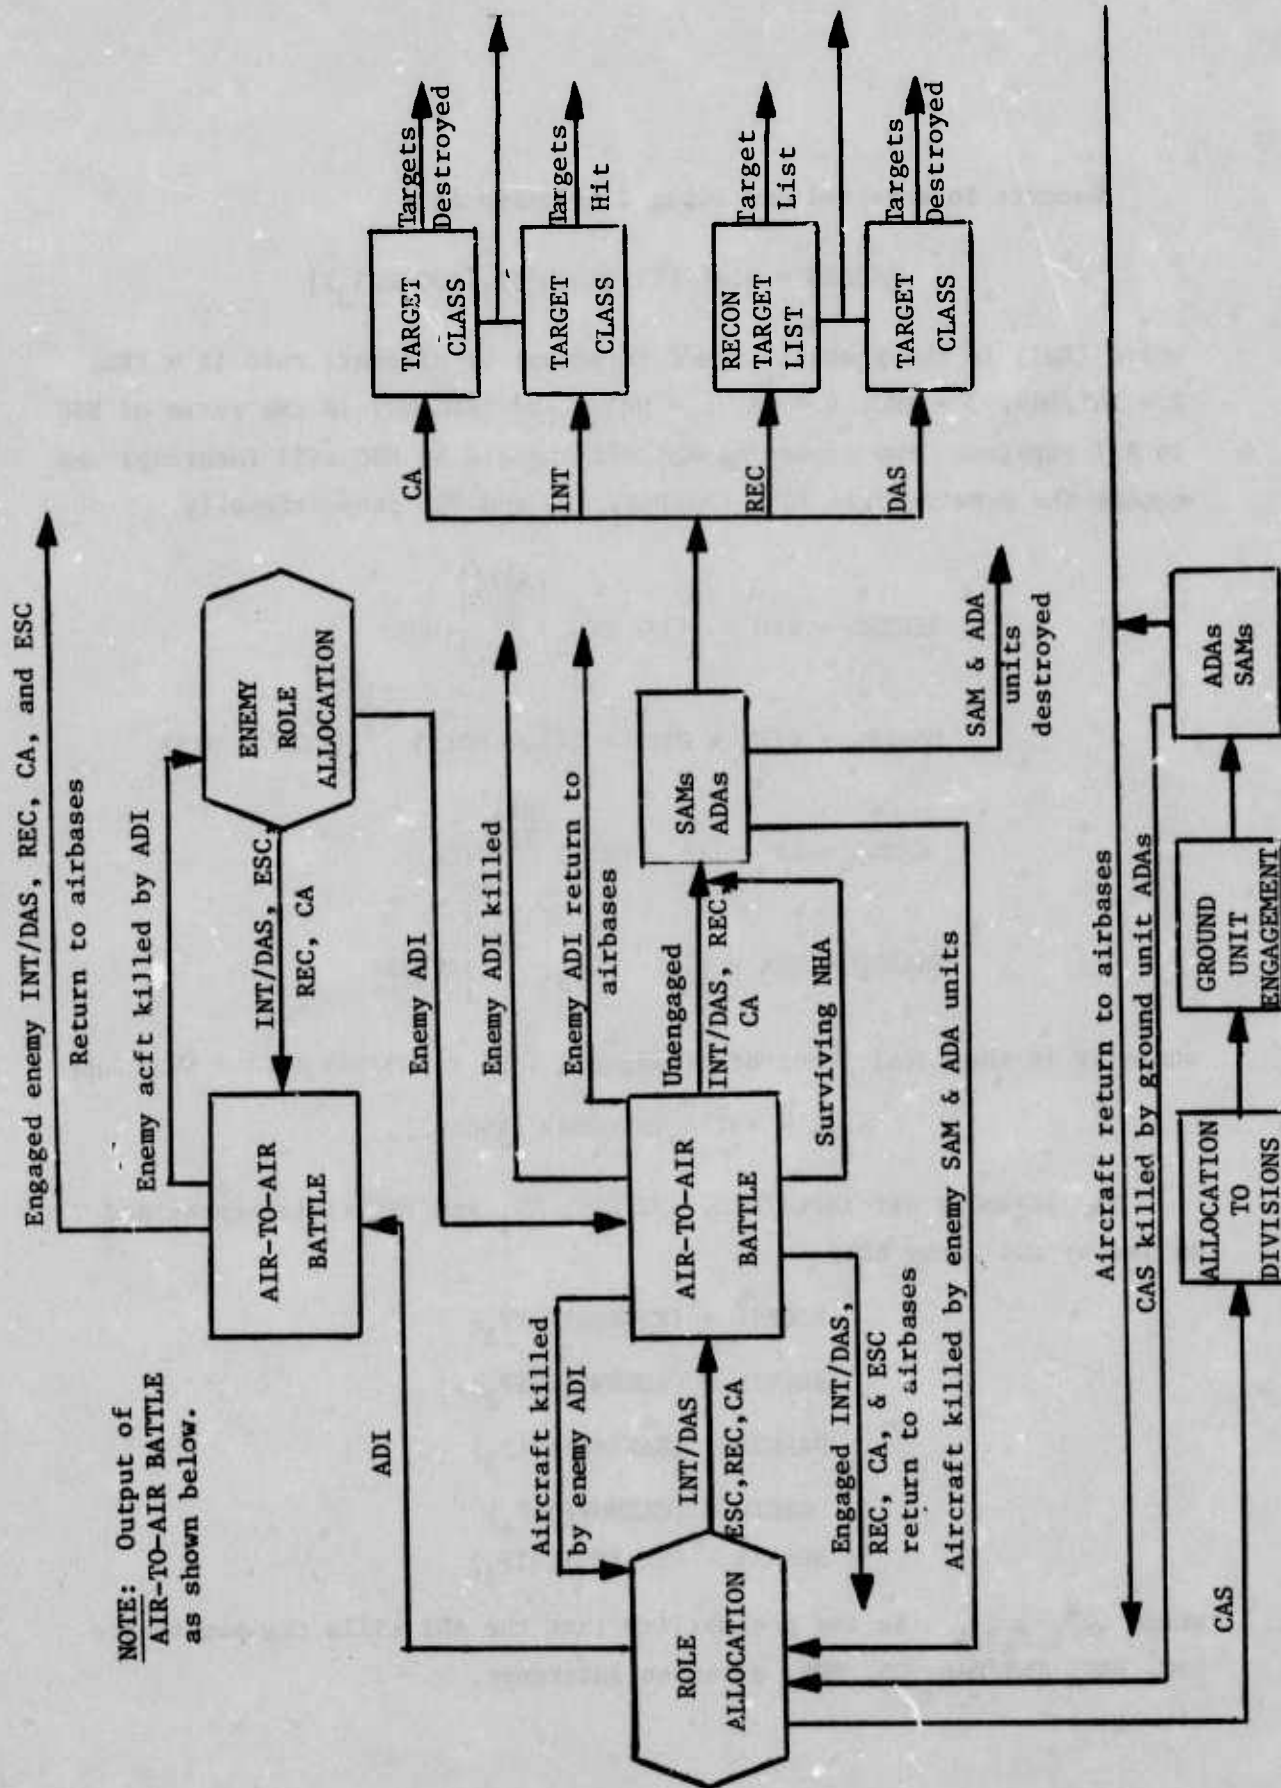 NOTE: Output of
AIR-TO-AIR BATTLE
as shown below.
Engaged enemy INT/DAS, REC, CA, and ESC
Return to airbases
Enemy acft killed by ADI
AIR-TO-AIR
BATTLE
INT/DAS, ESC,
REC, CA
ENEMY
ROLE
ALLOCATION
ADI
Enemy ADI
Enemy ADI killed
Enemy ADI return to
airbases
Aircraft killed
by enemy ADI
ROLE
ALLOCATION
INT/DAS
ESC,REC,CA
AIR-TO-AIR
BATTLE
Unengaged
INT/DAS, REC,
CA
Surviving NHA
SAMs
ADAs
Engaged INT/DAS,
REC, CA, & ESC
return to airbases
Aircraft killed by enemy SAM & ADA units
SAM & ADA
units
destroyed
CA
TARGET
CLASS
Targets
Destroyed
INT
TARGET
CLASS
Targets
Hit
REC
RECON
TARGET
LIST
Target
List
DAS
TARGET
CLASS
Targets
Destroyed
Aircraft return to airbases
CAS killed by ground unit ADAs
CAS
ALLOCATION
TO
DIVISIONS
GROUND
UNIT
ENGAGEMENT
ADAs
SAMs